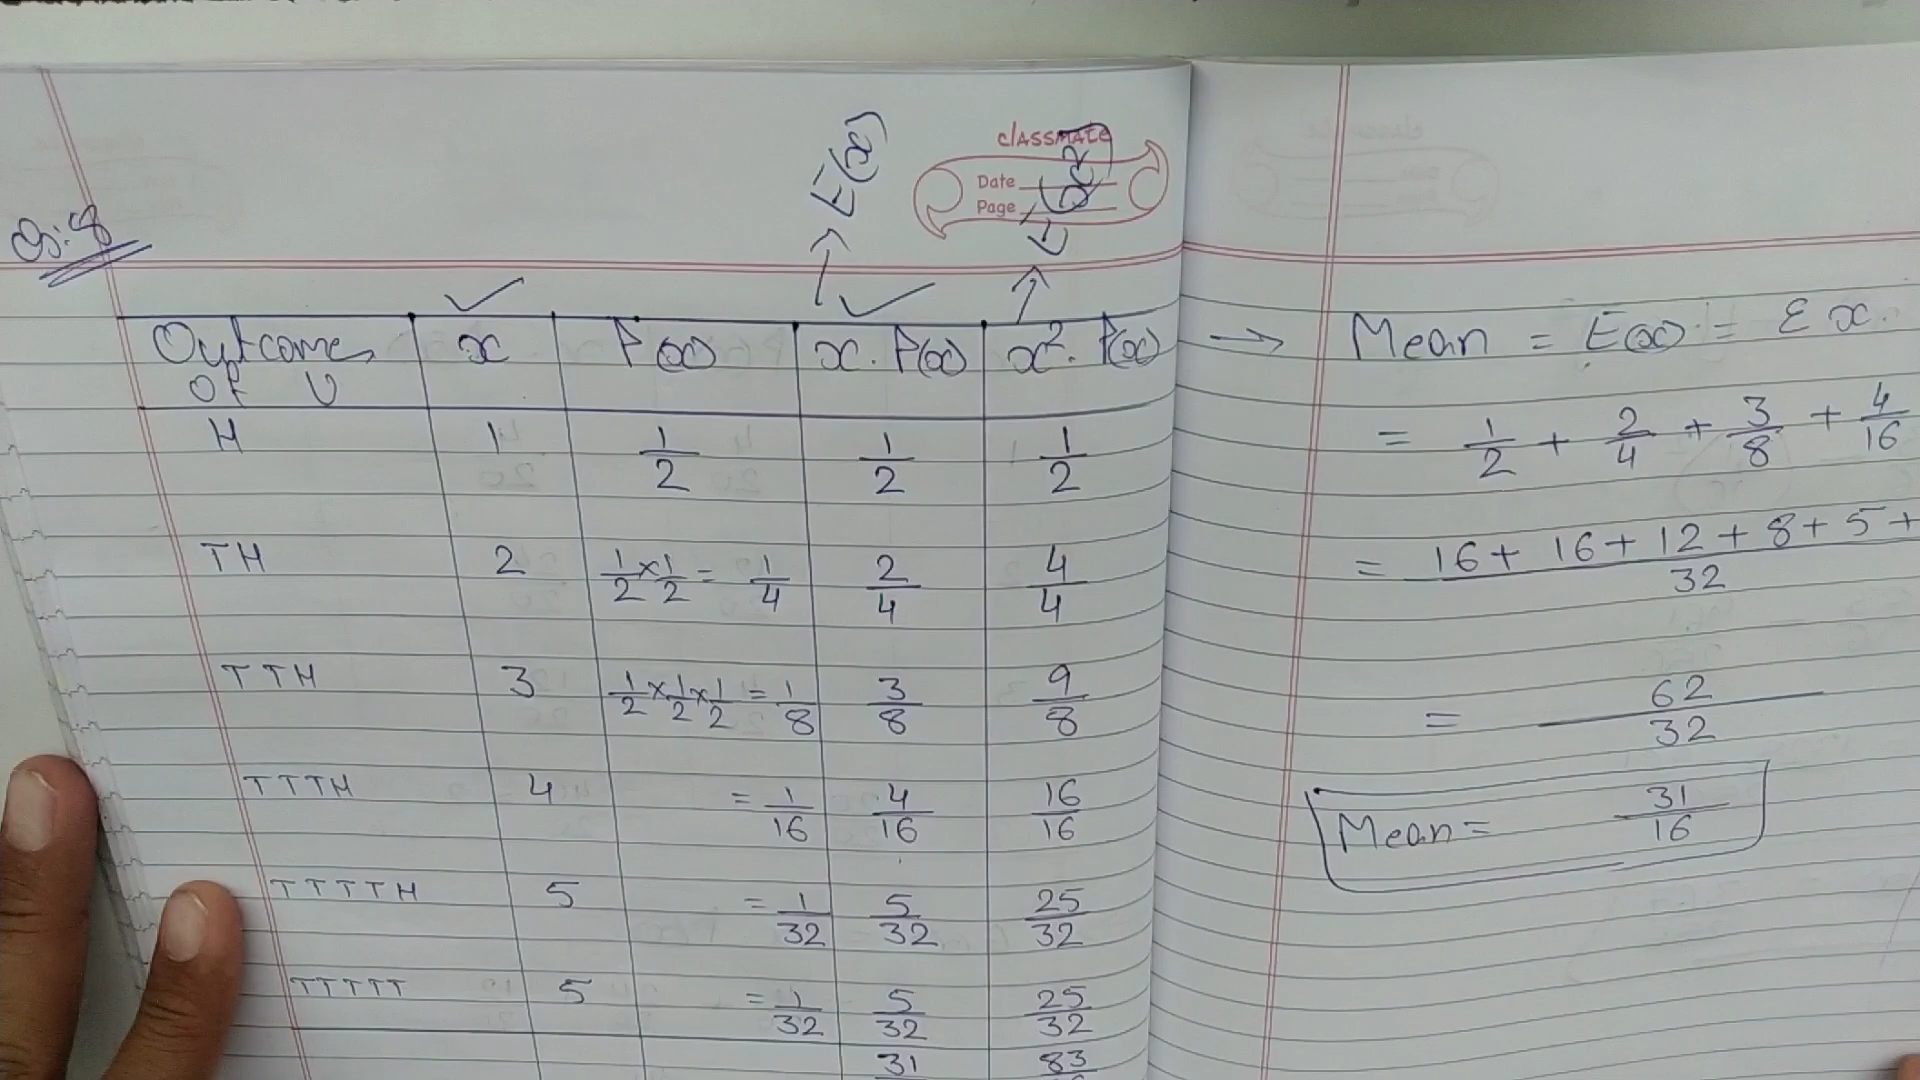 E(x)
classmate
Date
Page
E(x²)
Qs:8
Outcomes of U | x | P(x) | x.P(x) | x².P(x)
H | 1 | 1/2 | 1/2 | 1/2
TH | 2 | 1/2 × 1/2 = 1/4 | 2/4 | 4/4
TTH | 3 | 1/2 × 1/2 × 1/2 = 1/8 | 3/8 | 9/8
TTTH | 4 | = 1/16 | 4/16 | 16/16
TTTTH | 5 | = 1/32 | 5/32 | 25/32
TTTTT | 5 | = 1/32 | 5/32 | 25/32
31 | 83
→ Mean = E(x) = Σx.
= 1/2 + 2/4 + 3/8 + 4/16
= 16 + 16 + 12 + 8 + 5 + / 32
= 62/32
Mean = 31/16